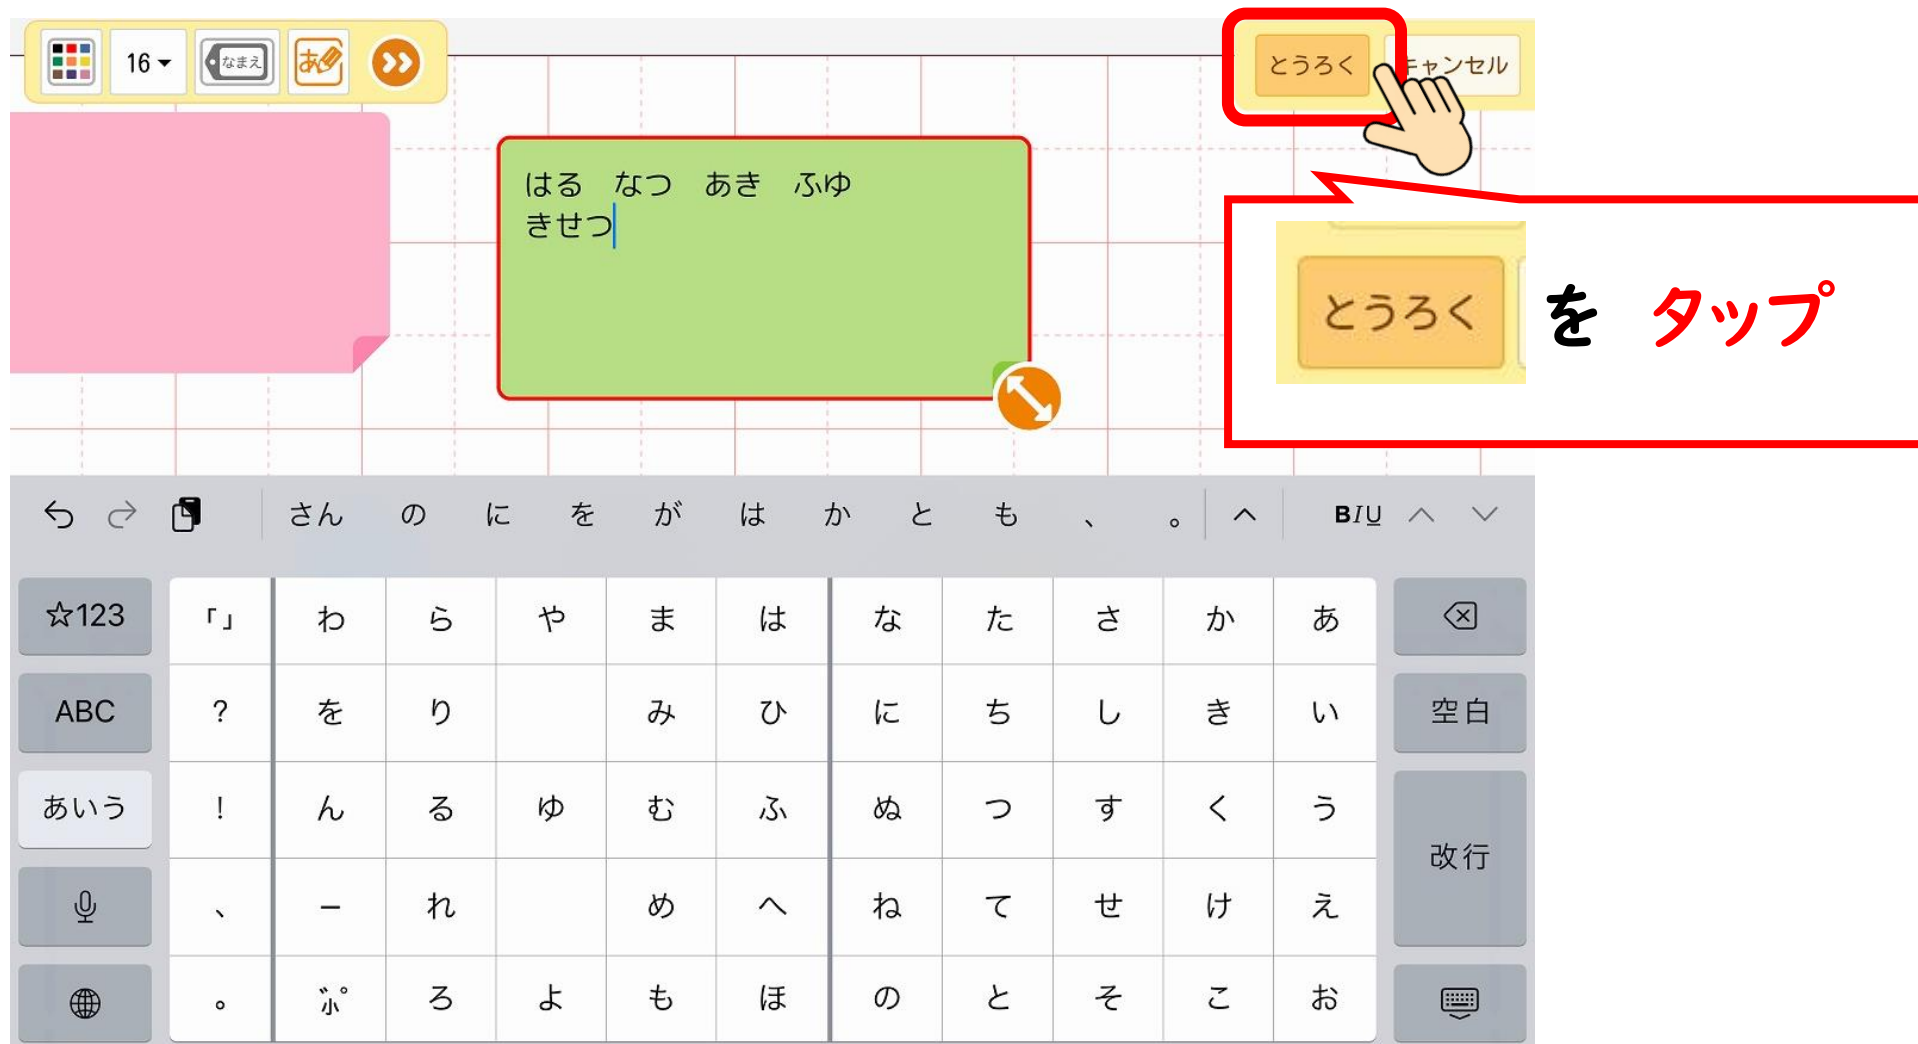 16
なまえ
あ
とうろく
キャンセル
はる　なつ　あき　ふゆ
きせつ
とうろく を タップ
さん の に を が は か と も 、 。
BIU
☆123 「」 わ ら や ま は な た さ か あ
ABC ? を り み ひ に ち し き い 空白
あいう ! ん る ゆ む ふ ぬ つ す く う
改行
、 ー れ め へ ね て せ け え
。 ゛小゜ ろ よ も ほ の と そ こ お